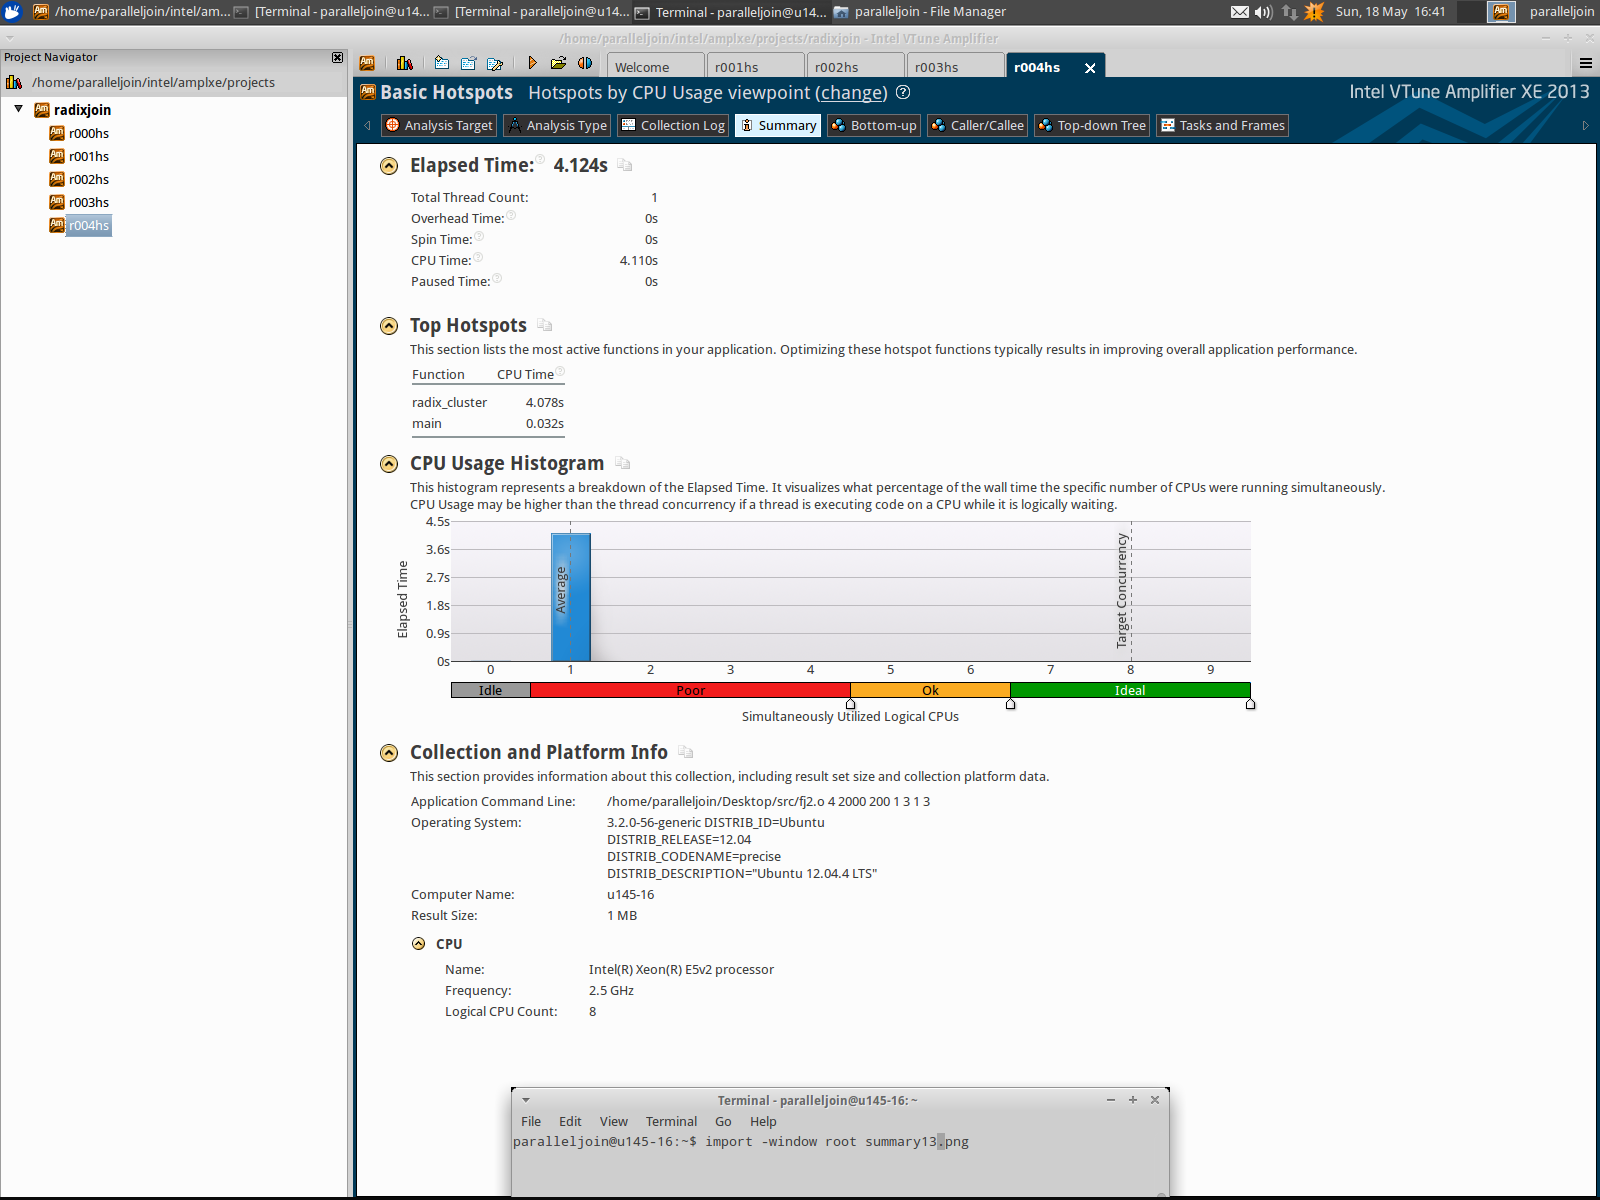 /home/paralleljoin/intel/am...
[Terminal - paralleljoin@u14...
[Terminal - paralleljoin@u14...
Terminal - paralleljoin@u14...
paralleljoin - File Manager
Sun, 18 May 16:41
Am
paralleljoin
/home/paralleljoin/intel/amplxe/projects/radixjoin - Intel VTune Amplifier
Project Navigator
/home/paralleljoin/intel/amplxe/projects
radixjoin
r000hs
r001hs
r002hs
r003hs
r004hs
Welcome
r001hs
r002hs
r003hs
r004hs
Basic Hotspots Hotspots by CPU Usage viewpoint (change)
Intel VTune Amplifier XE 2013
Analysis Target
Analysis Type
Collection Log
Summary
Bottom-up
Caller/Callee
Top-down Tree
Tasks and Frames
Elapsed Time: 4.124s
Total Thread Count: 1
Overhead Time: 0s
Spin Time: 0s
CPU Time: 4.110s
Paused Time: 0s
Top Hotspots
This section lists the most active functions in your application. Optimizing these hotspot functions typically results in improving overall application performance.
Function CPU Time
radix_cluster 4.078s
main 0.032s
CPU Usage Histogram
This histogram represents a breakdown of the Elapsed Time. It visualizes what percentage of the wall time the specific number of CPUs were running simultaneously.
CPU Usage may be higher than the thread concurrency if a thread is executing code on a CPU while it is logically waiting.
4.5s
3.6s
2.7s
1.8s
0.9s
0s
Elapsed Time
Average
Target Concurrency
0 1 2 3 4 5 6 7 8 9
Idle Poor Ok Ideal
Simultaneously Utilized Logical CPUs
Collection and Platform Info
This section provides information about this collection, including result set size and collection platform data.
Application Command Line: /home/paralleljoin/Desktop/src/fj2.o 4 2000 200 1 3 1 3
Operating System: 3.2.0-56-generic DISTRIB_ID=Ubuntu
DISTRIB_RELEASE=12.04
DISTRIB_CODENAME=precise
DISTRIB_DESCRIPTION="Ubuntu 12.04.4 LTS"
Computer Name: u145-16
Result Size: 1 MB
CPU
Name: Intel(R) Xeon(R) E5v2 processor
Frequency: 2.5 GHz
Logical CPU Count: 8
Terminal - paralleljoin@u145-16: ~
File Edit View Terminal Go Help
paralleljoin@u145-16:~$ import -window root summary13.png